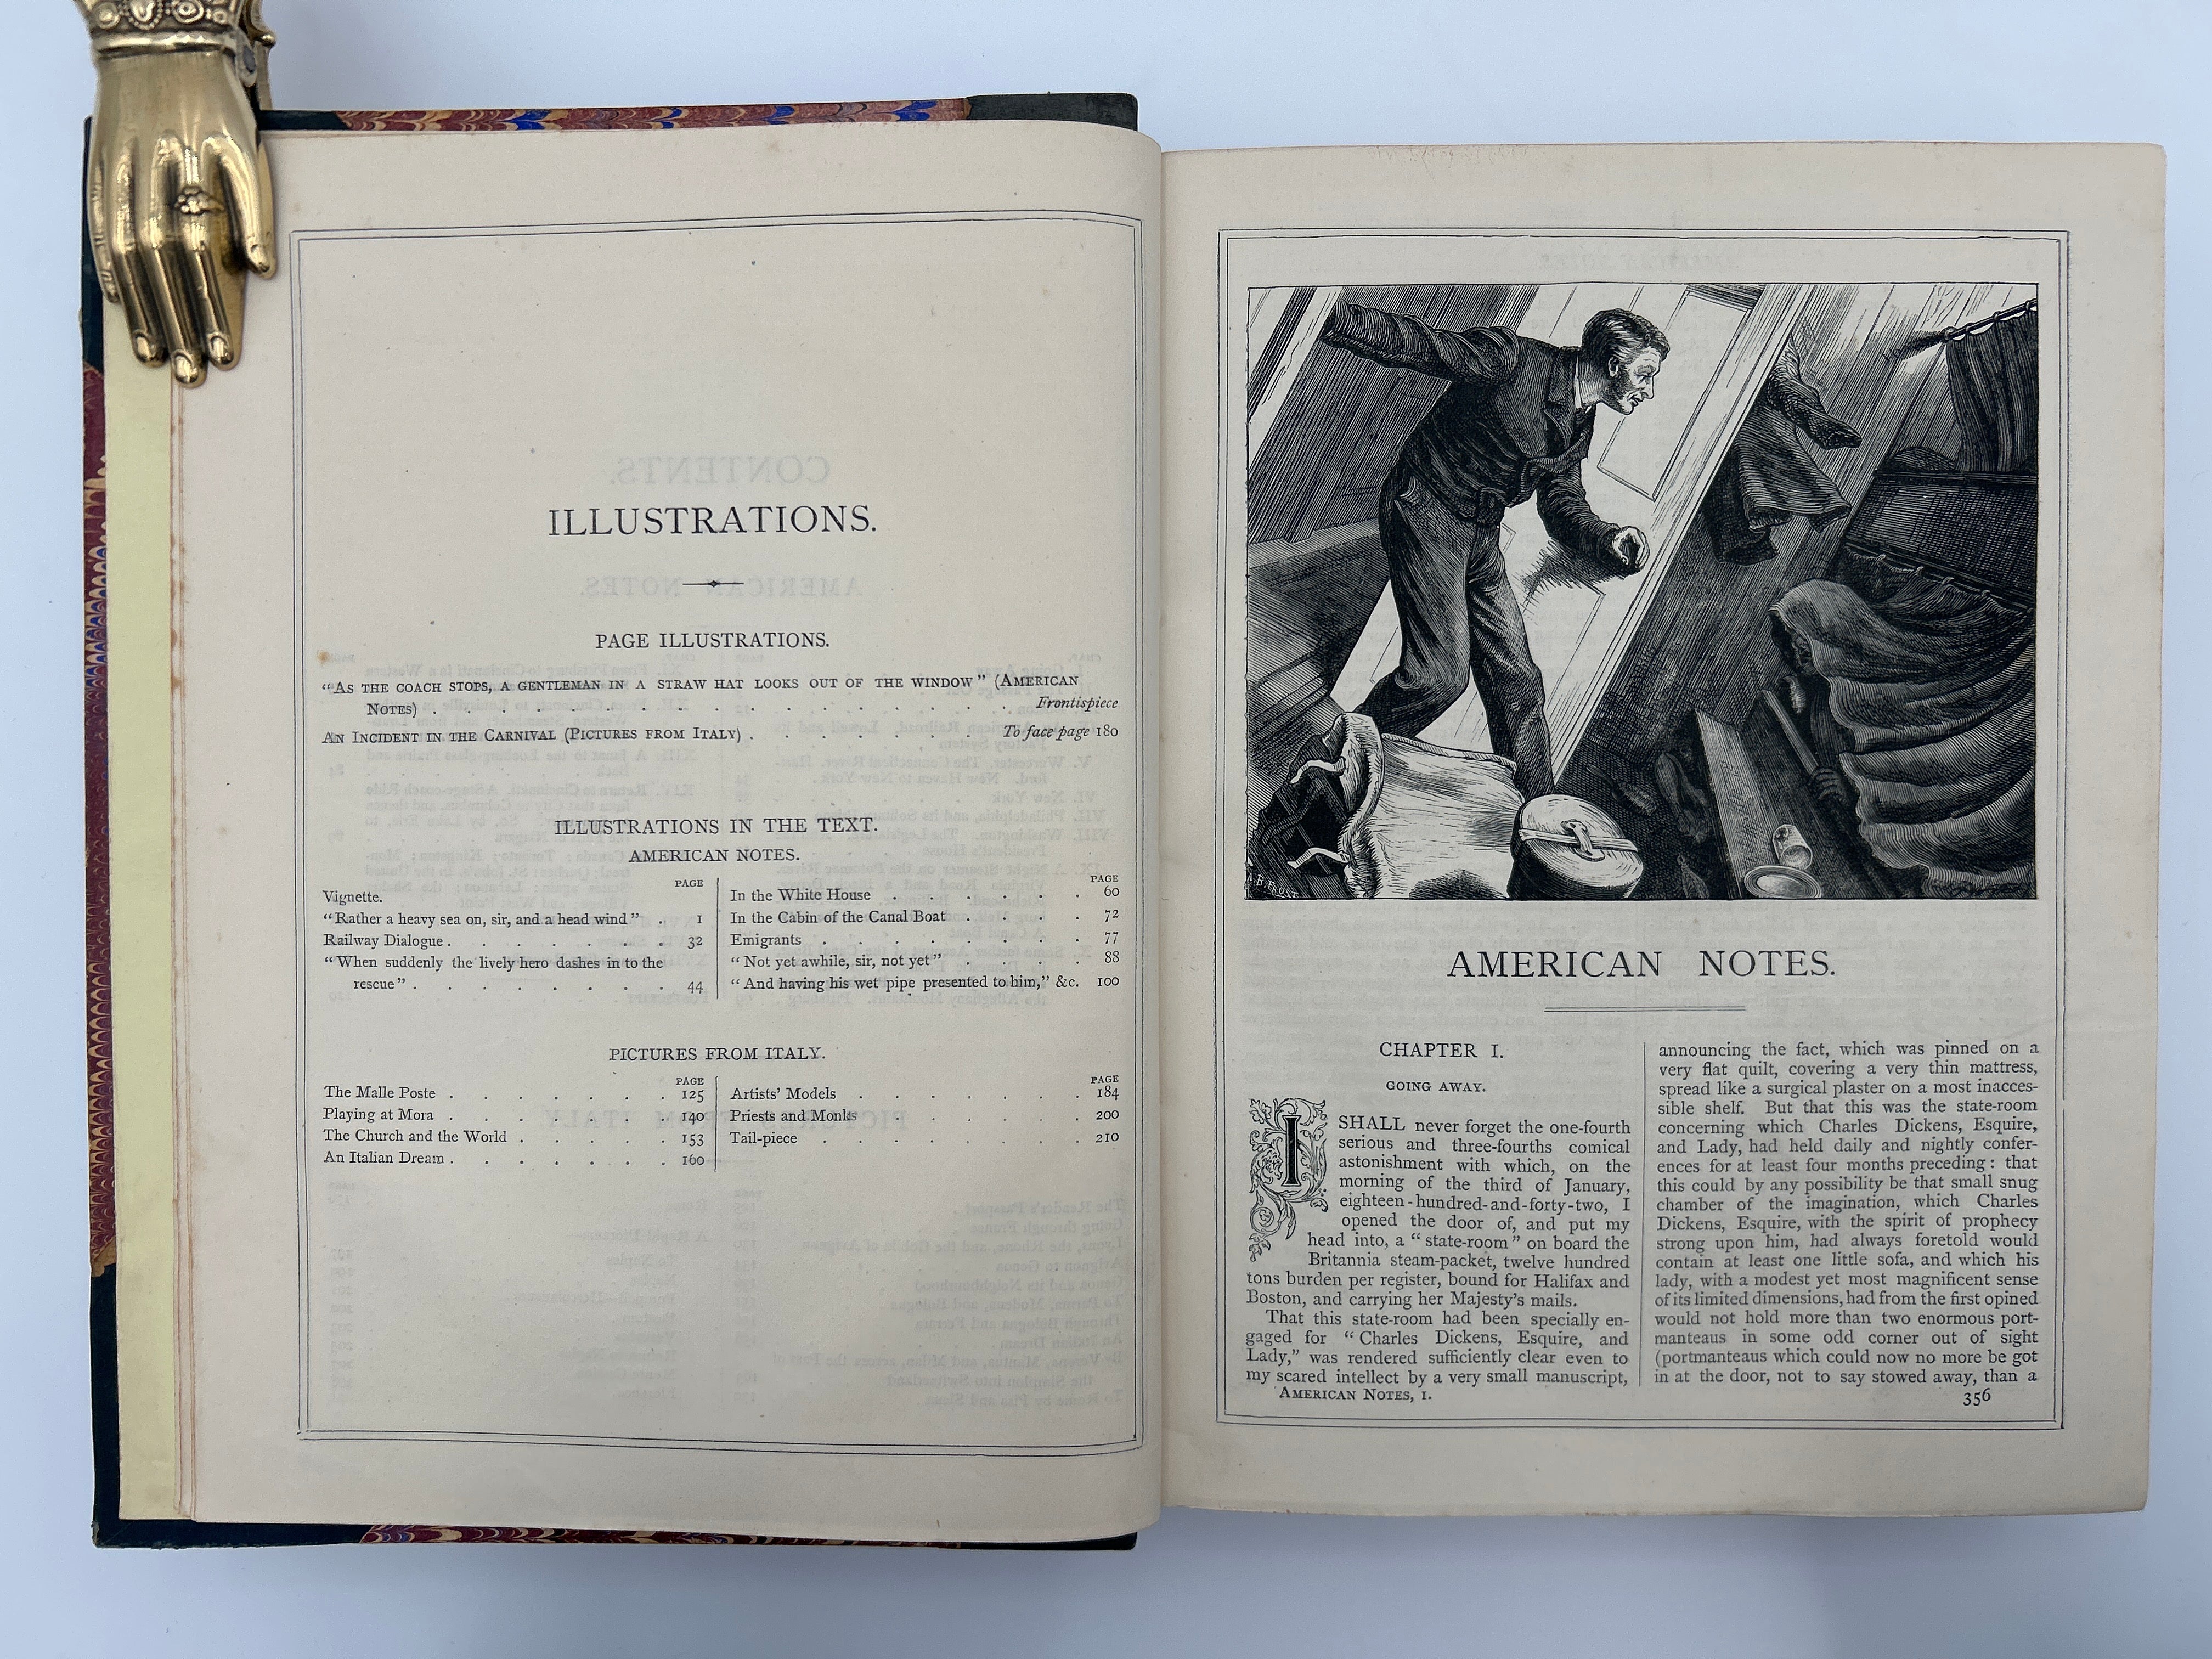 ILLUSTRATIONS.
PAGE ILLUSTRATIONS.
“As the coach stops, a gentleman in a straw hat looks out of the window” (American
Notes) . . . . . . . . . . . . . . Frontispiece
An Incident in the Carnival (Pictures from Italy) . . . . . . . To face page 180
ILLUSTRATIONS IN THE TEXT.
AMERICAN NOTES.
PAGE
Vignette.
“Rather a heavy sea on, sir, and a head wind” . 1
Railway Dialogue . . . . . . . 32
“When suddenly the lively hero dashes in to the
rescue” . . . . . . . . 44
PAGE
In the White House . . . . . . 60
In the Cabin of the Canal Boat . . . . 72
Emigrants . . . . . . . . 77
“Not yet awhile, sir, not yet” . . . . 88
“And having his wet pipe presented to him,” &c. 100
PICTURES FROM ITALY.
PAGE
The Malle Poste . . . . . . . 125
Playing at Mora . . . . . . . 140
The Church and the World . . . . . 153
An Italian Dream . . . . . . . 160
PAGE
Artists’ Models . . . . . . . 184
Priests and Monks . . . . . . 200
Tail-piece . . . . . . . . 210
A.B. FROST
AMERICAN NOTES.
CHAPTER I.
GOING AWAY.
I SHALL never forget the one-fourth
serious and three-fourths comical
astonishment with which, on the
morning of the third of January,
eighteen-hundred-and-forty-two, I
opened the door of, and put my
head into, a “state-room” on board the
Britannia steam-packet, twelve hundred
tons burden per register, bound for Halifax and
Boston, and carrying her Majesty’s mails.
That this state-room had been specially en-
gaged for “Charles Dickens, Esquire, and
Lady,” was rendered sufficiently clear even to
my scared intellect by a very small manuscript,
American Notes, 1.
announcing the fact, which was pinned on a
very flat quilt, covering a very thin mattress,
spread like a surgical plaster on a most inacces-
sible shelf. But that this was the state-room
concerning which Charles Dickens, Esquire,
and Lady, had held daily and nightly confer-
ences for at least four months preceding: that
this could by any possibility be that small snug
chamber of the imagination, which Charles
Dickens, Esquire, with the spirit of prophecy
strong upon him, had always foretold would
contain at least one little sofa, and which his
lady, with a modest yet most magnificent sense
of its limited dimensions, had from the first opined
would not hold more than two enormous port-
manteaus in some odd corner out of sight
(portmanteaus which could now no more be got
in at the door, not to say stowed away, than a
356